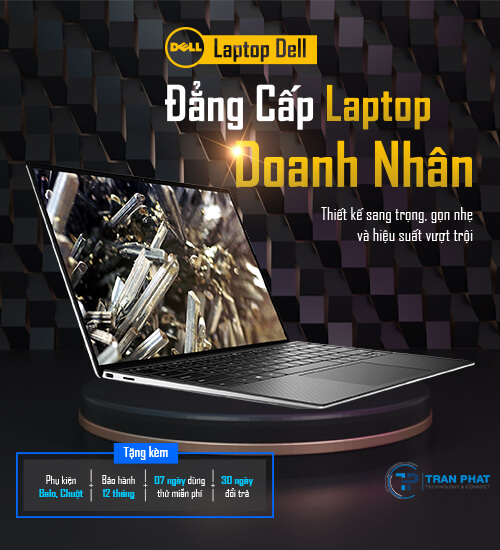 DELL Laptop Dell
Đẳng Cấp Laptop
Doanh Nhân
Thiết kế sang trọng, gọn nhẹ
và hiệu suất vượt trội
Tặng kèm
Phụ kiện
Balo, Chuột
+
Bảo hành
12 tháng
+
07 ngày dùng
thử miễn phí
+
30 ngày
đổi trả
TRAN PHAT
TECHNOLOGY & CONNECT